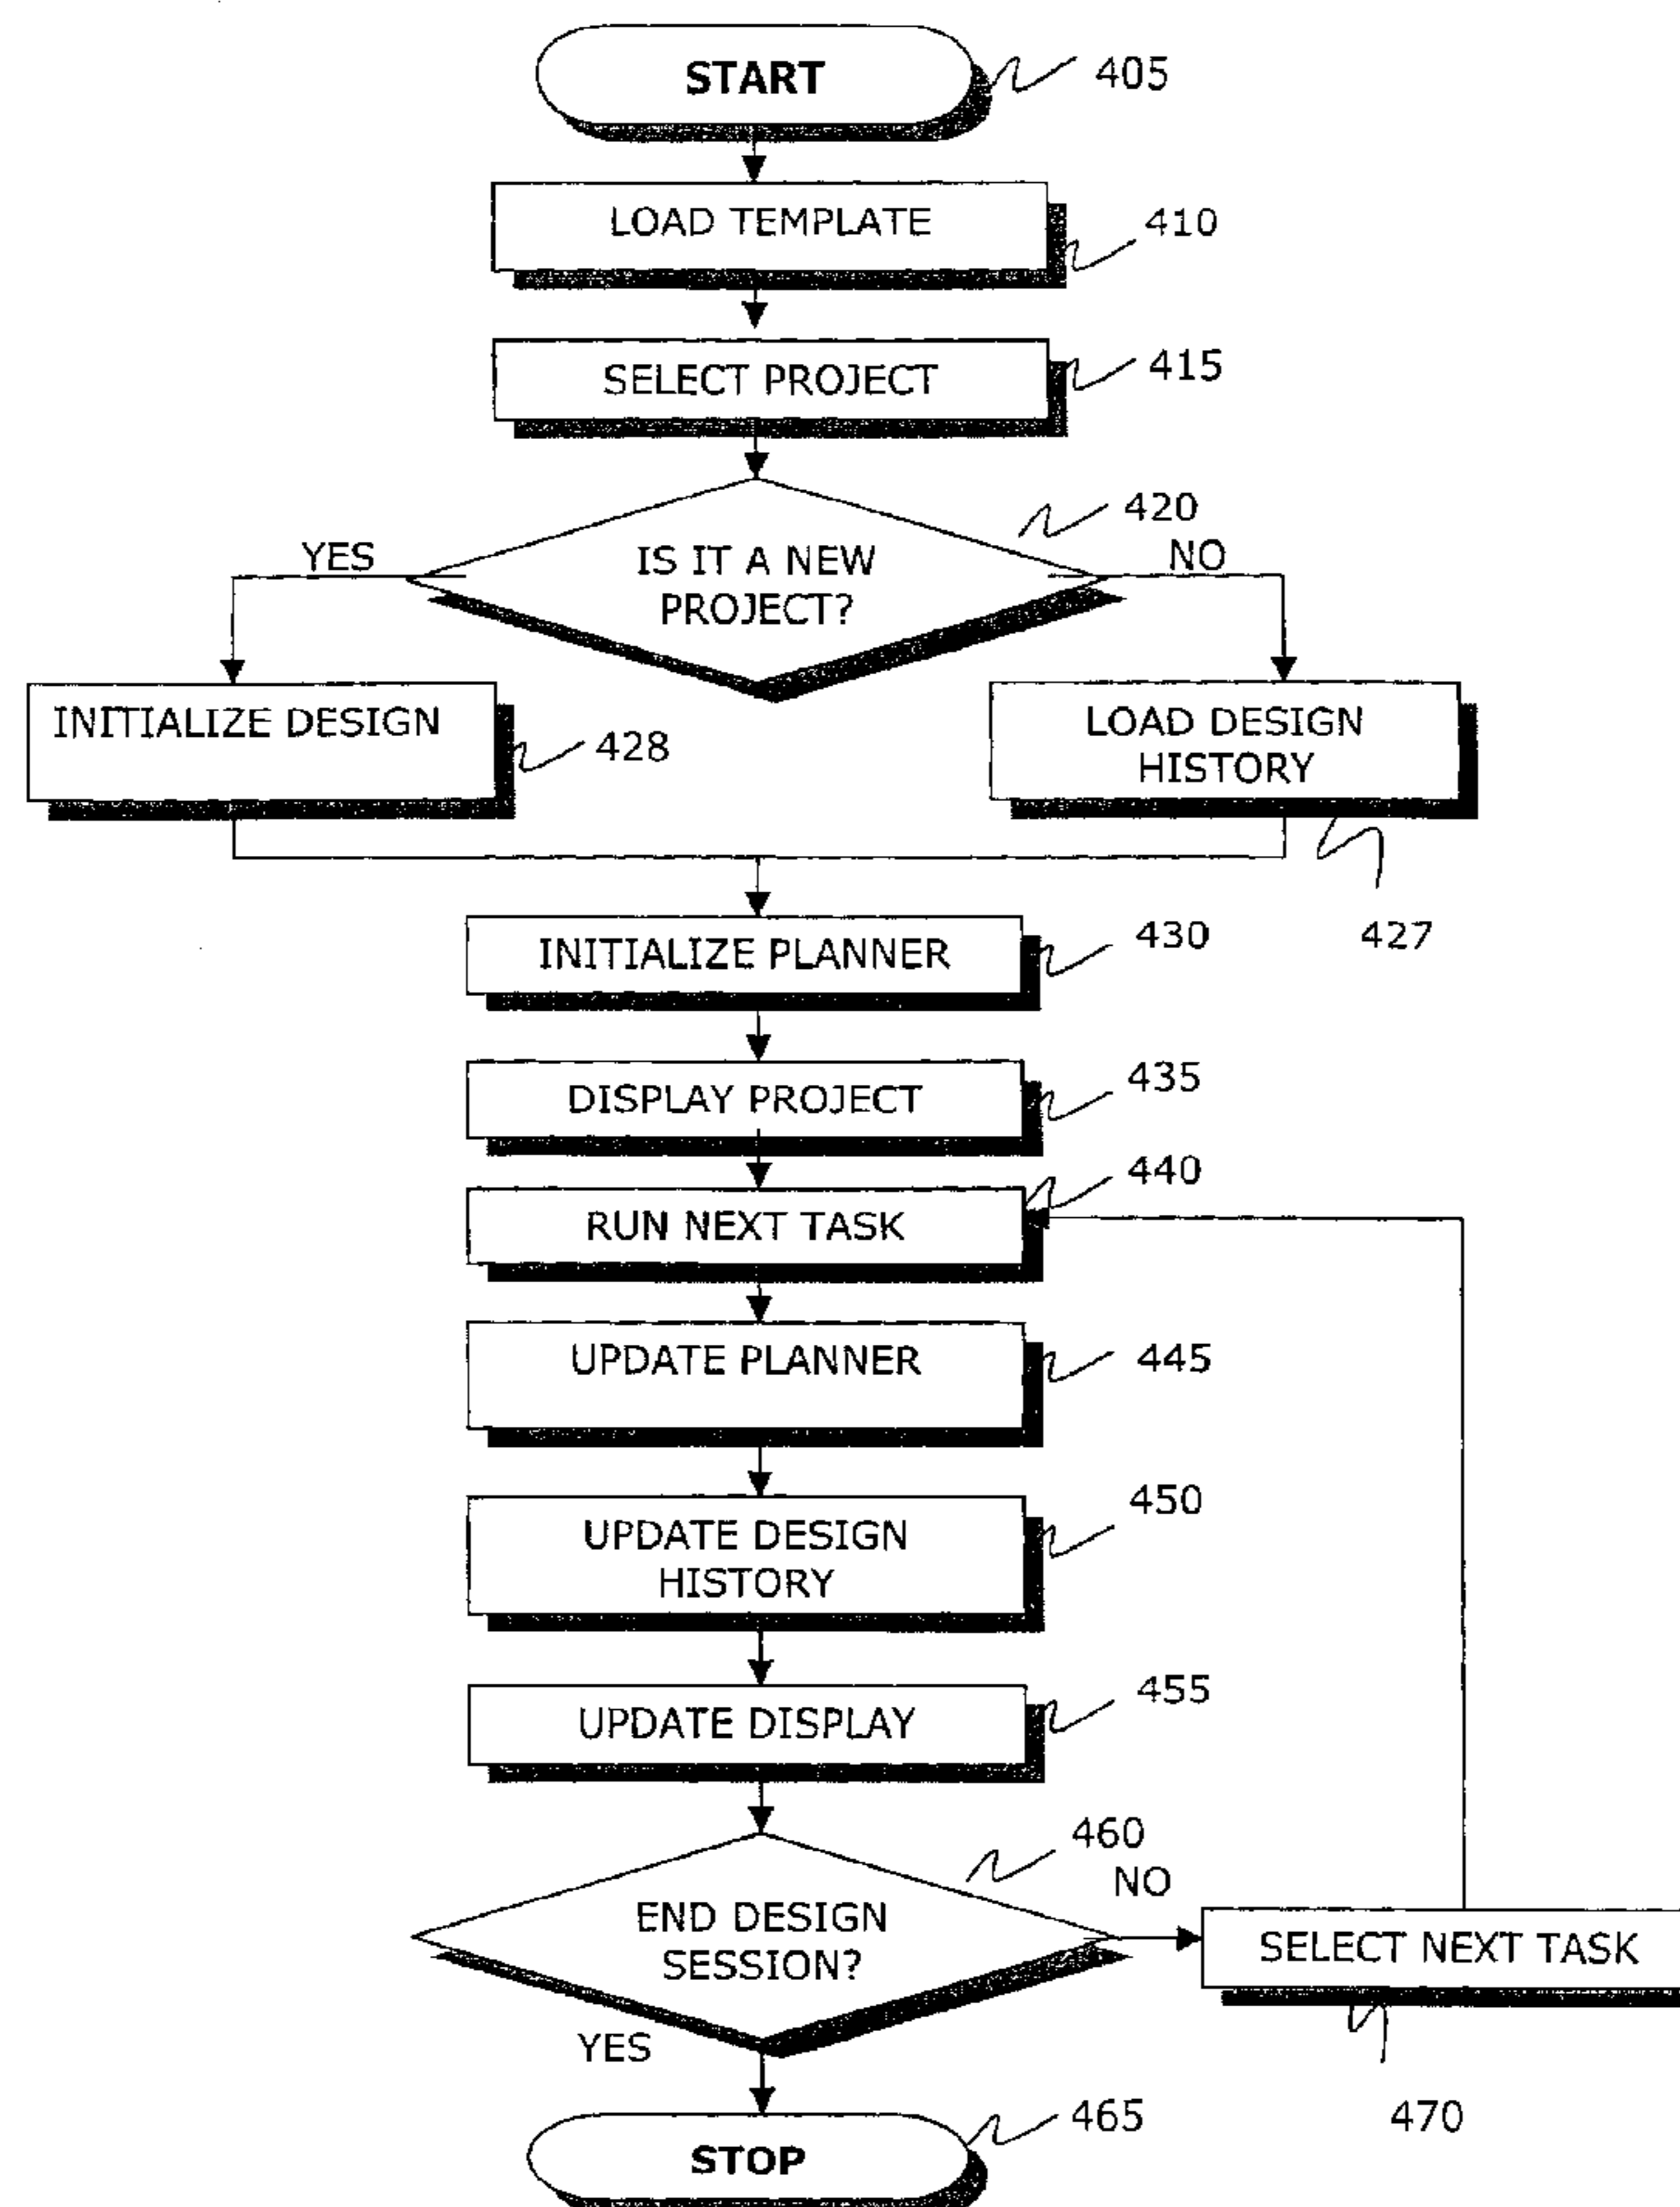 START
405
LOAD TEMPLATE
410
SELECT PROJECT
415
420
YES
NO
IS IT A NEW
PROJECT?
INITIALIZE DESIGN
428
LOAD DESIGN
HISTORY
427
INITIALIZE PLANNER
430
DISPLAY PROJECT
435
440
RUN NEXT TASK
UPDATE PLANNER
445
UPDATE DESIGN
HISTORY
450
UPDATE DISPLAY
455
460
NO
END DESIGN
SESSION?
SELECT NEXT TASK
YES
470
465
STOP